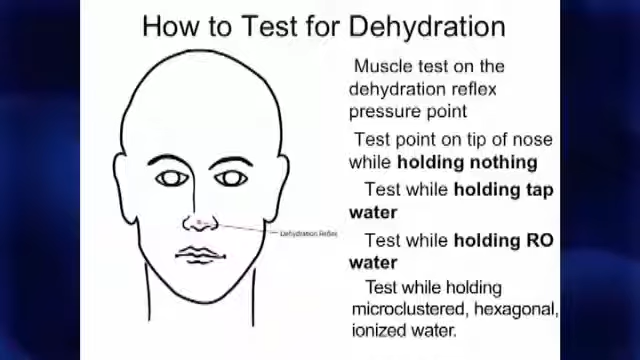 How to Test for Dehydration
Muscle test on the
dehydration reflex
pressure point
Test point on tip of nose
while holding nothing
Test while holding tap
water
Test while holding RO
water
Test while holding
microclustered, hexagonal,
ionized water.
Dehydration Reflex